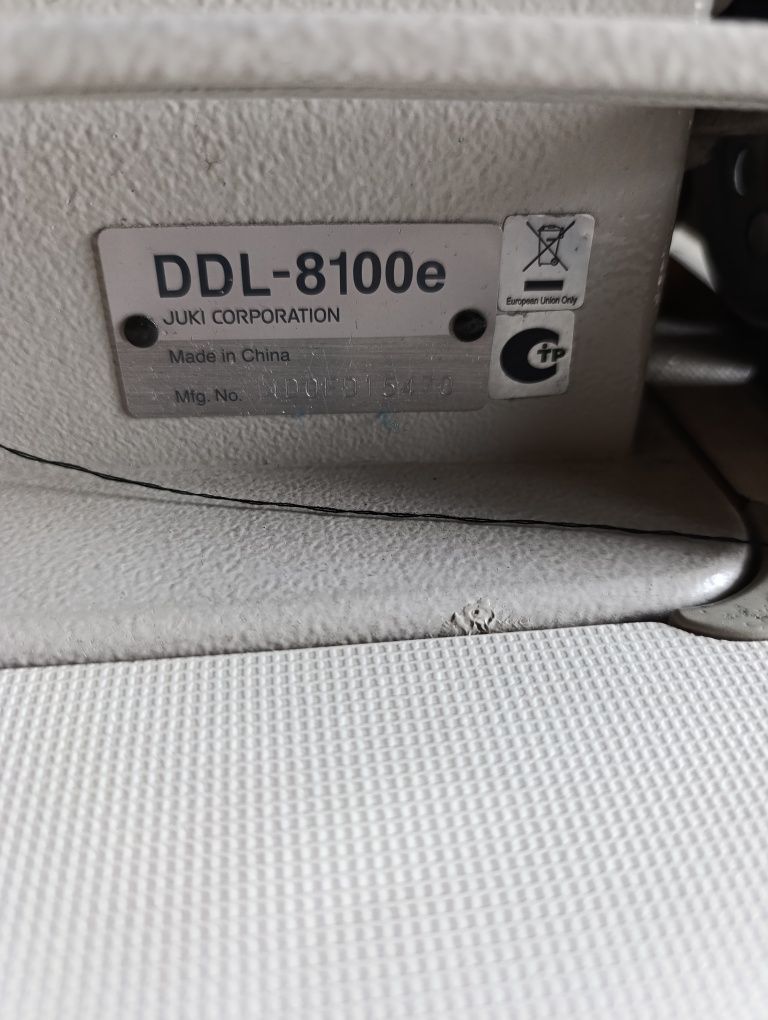 DDL-8100e
JUKI CORPORATION
Made in China
Mfg. No.
European Union Only